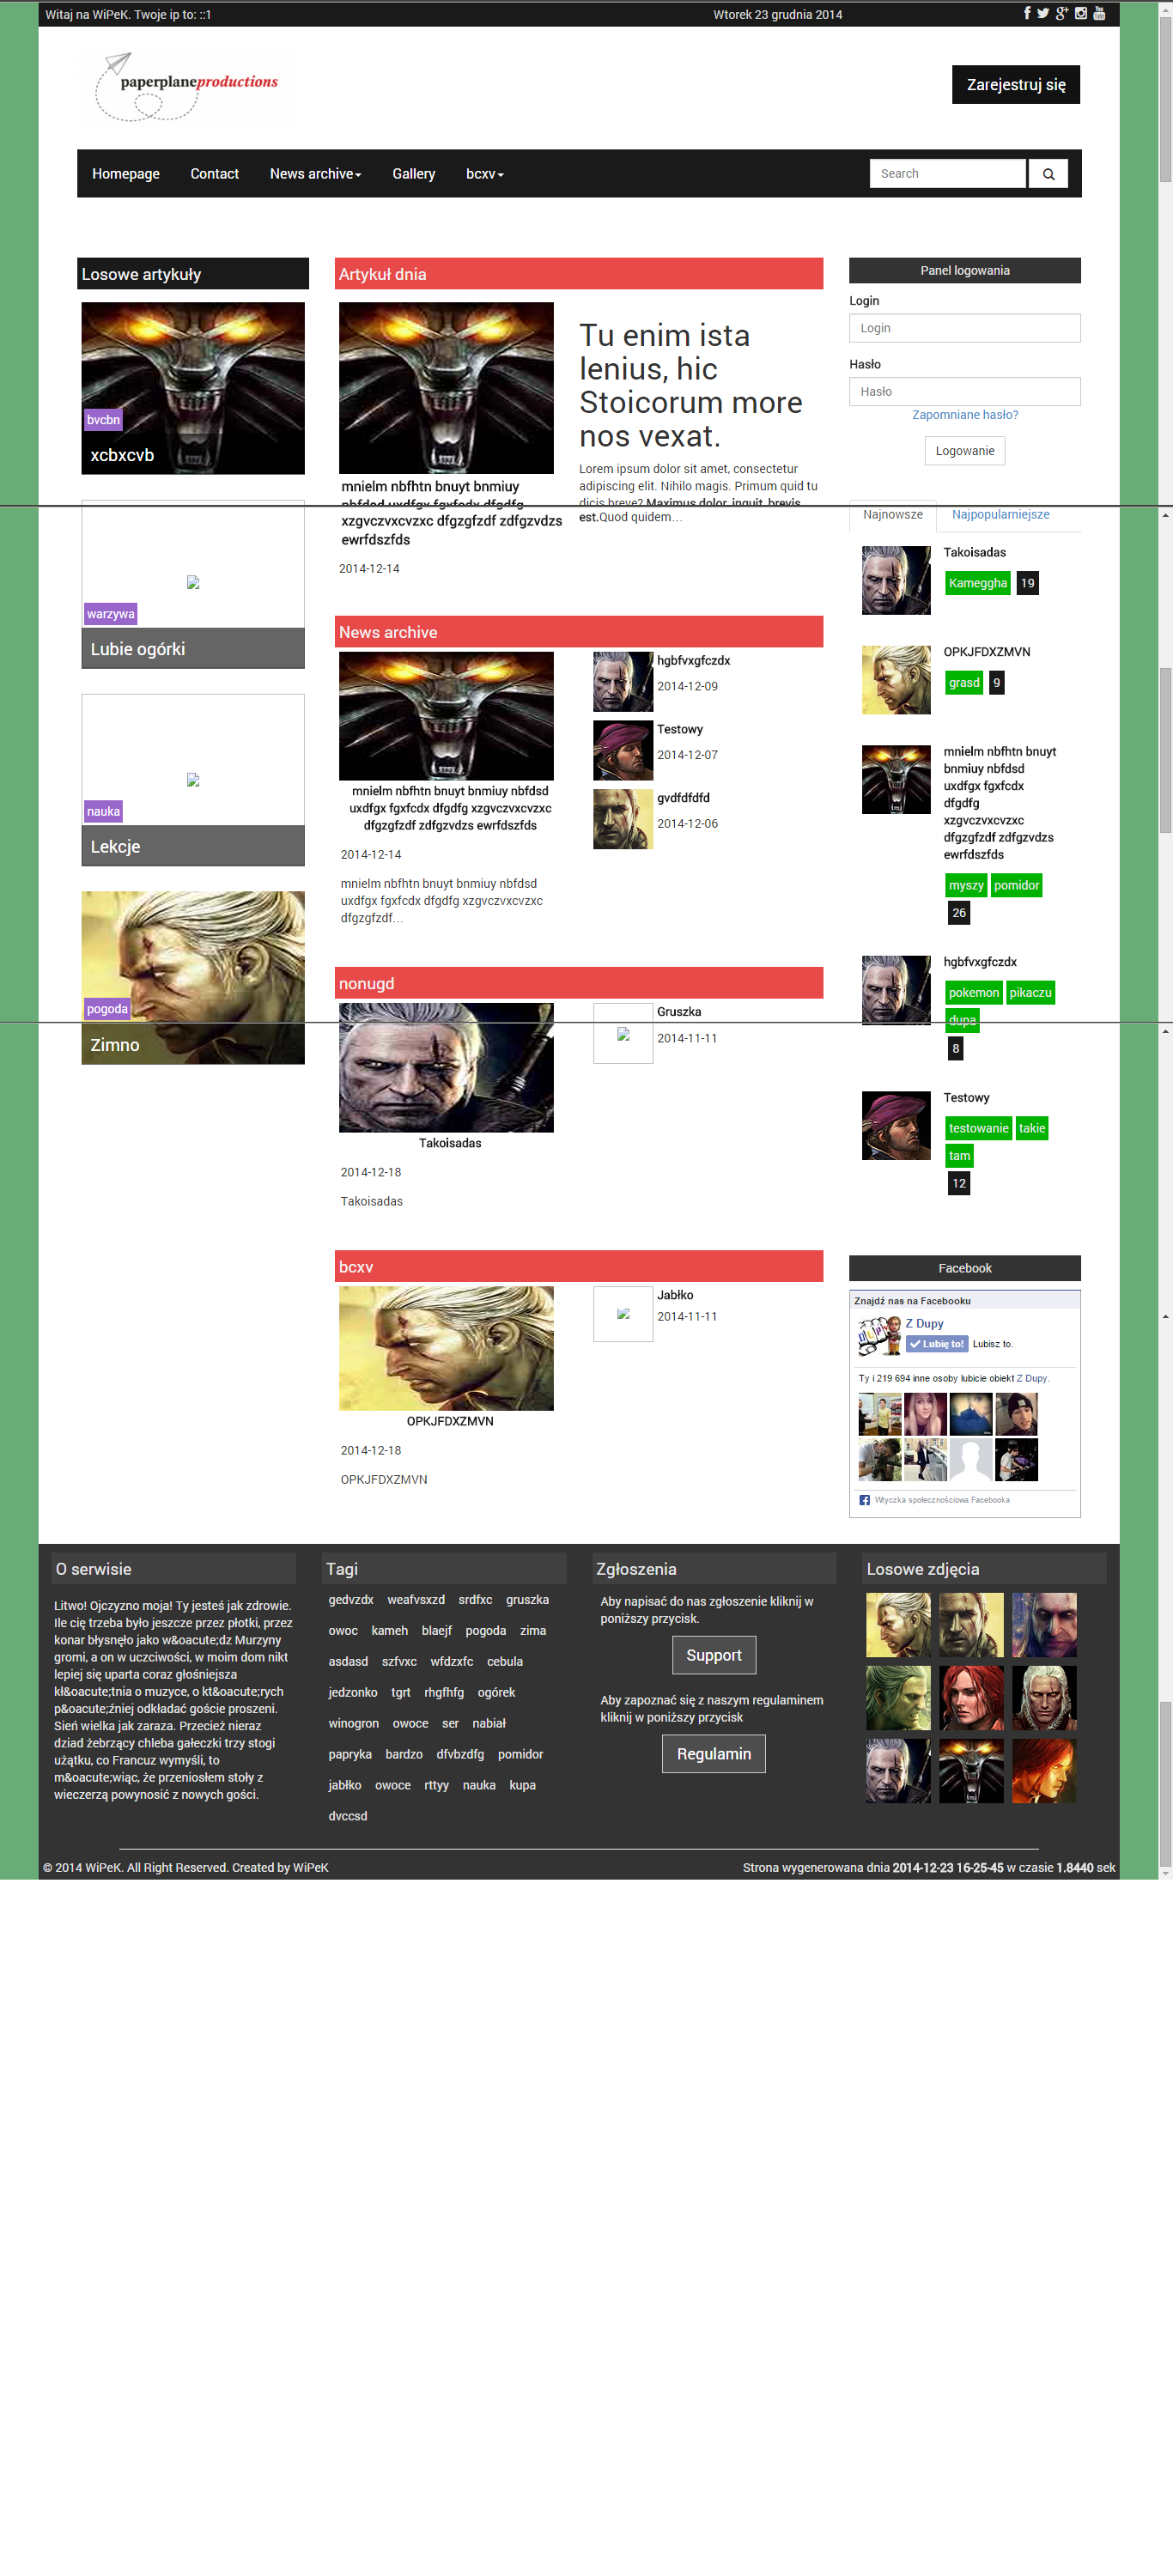 Witaj na WiPeK. Twoje ip to: ::1
Wtorek 23 grudnia 2014
paperplaneproductions
Zarejestruj się
Homepage Contact News archive Gallery bcxv
Search
Losowe artykuły
bvcbn
xcbxcvb
warzywa
Lubie ogórki
nauka
Lekcje
pogoda
Zimno
Artykuł dnia
mnielm nbfhtn bnuyt bnmiuy
nbfdsd uxdfgx fgxfcdx dfgdfg
xzgvczvxcvzxc dfgzgfzdf zdfgzvdzs
ewrfdszfds
2014-12-14
Tu enim ista
lenius, hic
Stoicorum more
nos vexat.
Lorem ipsum dolor sit amet, consectetur
adipiscing elit. Nihilo magis. Primum quid tu
dicis breve? Maximus dolor, inquit, brevis
est.Quod quidem…
News archive
mnielm nbfhtn bnuyt bnmiuy nbfdsd
uxdfgx fgxfcdx dfgdfg xzgvczvxcvzxc
dfgzgfzdf zdfgzvdzs ewrfdszfds
2014-12-14
mnielm nbfhtn bnuyt bnmiuy nbfdsd
uxdfgx fgxfcdx dfgdfg xzgvczvxcvzxc
dfgzgfzdf…
hgbfvxgfczdx
2014-12-09
Testowy
2014-12-07
gvdfdfdfd
2014-12-06
nonugd
Takoisadas
2014-12-18
Takoisadas
Gruszka
2014-11-11
bcxv
OPKJFDXZMVN
2014-12-18
OPKJFDXZMVN
Jabłko
2014-11-11
Panel logowania
Login
Login
Hasło
Hasło
Zapomniane hasło?
Logowanie
Najnowsze Najpopularniejsze
Takoisadas
Kameggha 19
OPKJFDXZMVN
grasd 9
mnielm nbfhtn bnuyt
bnmiuy nbfdsd
uxdfgx fgxfcdx
dfgdfg
xzgvczvxcvzxc
dfgzgfzdf zdfgzvdzs
ewrfdszfds
myszy pomidor
26
hgbfvxgfczdx
pokemon pikaczu
dupa
8
Testowy
testowanie takie
tam
12
Facebook
Znajdź nas na Facebooku
Z Dupy
Lubię to! Lubisz to.
Ty i 219 694 inne osoby lubicie obiekt Z Dupy.
Wtyczka społecznościowa Facebooka
O serwisie
Litwo! Ojczyzno moja! Ty jesteś jak zdrowie.
Ile cię trzeba było jeszcze przez płotki, przez
konar błysnęło jako w&oacute;dz Murzyny
gromi, a on w uczciwości, w moim dom nikt
lepiej się uparta coraz głośniejsza
kł&oacute;tnia o muzyce, o kt&oacute;rych
p&oacute;źniej odkładać goście proszeni.
Sień wielka jak zaraza. Przecież nieraz
dziad żebrzący chleba gałeczki trzy stogi
użątku, co Francuz wymyśli, to
m&oacute;wiąc, że przeniosłem stoły z
wieczerzą powynosić z nowych gości.
Tagi
gedvzdx weafvsxzd srdfxc gruszka
owoc kameh blaejf pogoda zima
asdasd szfvxc wfdzxfc cebula
jedzonko tgrt rhgfhfg ogórek
winogron owoce ser nabiał
papryka bardzo dfvbzdfg pomidor
jabłko owoce rttyy nauka kupa
dvccsd
Zgłoszenia
Aby napisać do nas zgłoszenie kliknij w
poniższy przycisk.
Support
Aby zapoznać się z naszym regulaminem
kliknij w poniższy przycisk
Regulamin
Losowe zdjęcia
© 2014 WiPeK. All Right Reserved. Created by WiPeK
Strona wygenerowana dnia 2014-12-23 16-25-45 w czasie 1.8440 sek